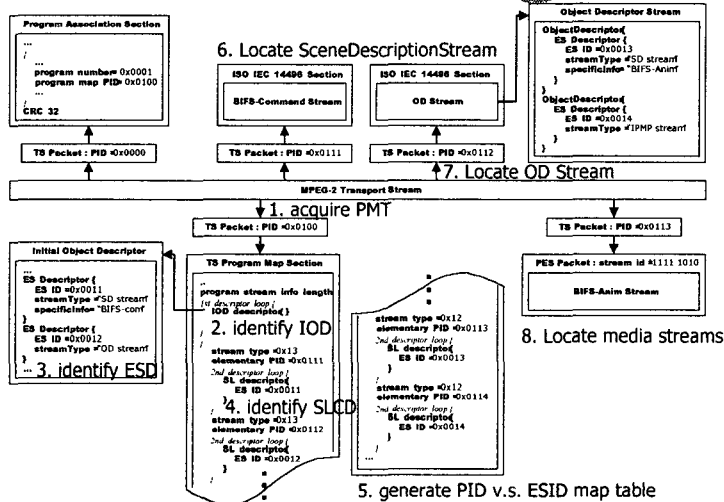 Program Association Section
...
/
...
program number= 0x0001
program map PID= 0x0100
/
CRC 32
TS Packet : PID =0x0000
6. Locate SceneDescriptionStream
ISO IEC 14496 Section
BIFS-Command Stream
TS Packet : PID =0x0111
ISO IEC 14496 Section
OD Stream
TS Packet : PID =0x0112
7. Locate OD Stream
Object Descriptor Stream
ObjectDescriptor{
ES Descriptor {
ES ID =0x0013
streamType ="SD stream"
specificInfo= "BIFS-Anim"
}
}
ObjectDescriptor{
ES Descriptor {
ES ID =0x0014
streamType ="IPMP stream"
}
}
MPEG-2 Transport Stream
1. acquire PMT
TS Packet : PID =0x0100
TS Packet : PID =0x0113
Initial Object Descriptor
...
ES Descriptor {
ES ID =0x0011
streamType ="SD stream"
specificInfo= "BIFS-conf"
}
ES Descriptor {
ES ID =0x0012
streamType ="OD stream"
}
...
3. identify ESD
TS Program Map Section
...
program stream info length
1st descriptor loop {
IOD descriptor{}
}
2. identify IOD
stream type =0x13
elementary PID =0x0111
2nd descriptor loop {
SL descriptor{
ES ID =0x0011
}
}
4. identify SLCD
stream type =0x13
elementary PID =0x0112
2nd descriptor loop {
SL descriptor{
ES ID =0x0012
}
}
stream type =0x12
elementary PID =0x0113
2nd descriptor loop {
SL descriptor{
ES ID =0x0013
}
}
stream type =0x12
elementary PID =0x0114
2nd descriptor loop {
SL descriptor{
ES ID =0x0014
}
}
...
5. generate PID v.s. ESID map table
PES Packet : stream id =1111 1010
BIFS-Anim Stream
8. Locate media streams